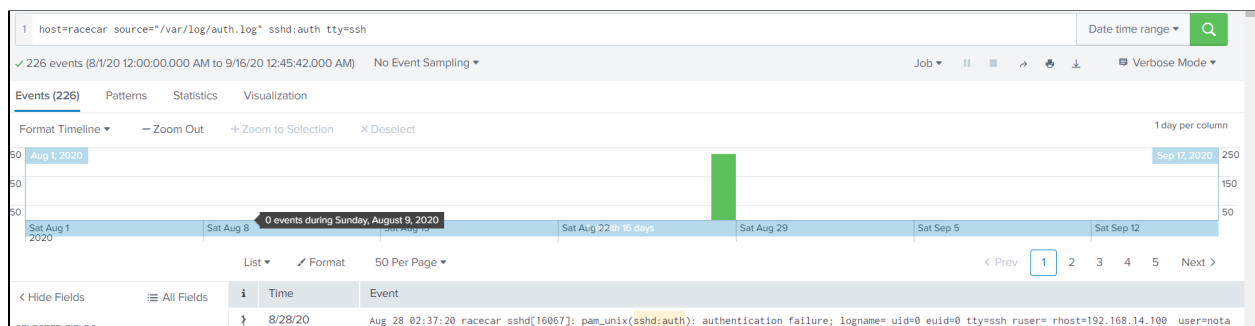 1 host=racecar source="/var/log/auth.log" sshd:auth tty=ssh
Date time range
226 events (8/1/20 12:00:00.000 AM to 9/16/20 12:45:42.000 AM) No Event Sampling
Job Verbose Mode
Events (226) Patterns Statistics Visualization
Format Timeline — Zoom Out + Zoom to Selection × Deselect
1 day per column
50 Aug 1, 2020 Sep 17, 2020 250
50 150
50 50
0 events during Sunday, August 9, 2020
Sat Aug 1 Sat Aug 8 Sat Aug 22 16 days Sat Aug 29 Sat Sep 5 Sat Sep 12
2020
List Format 50 Per Page
< Prev 1 2 3 4 5 Next >
< Hide Fields All Fields i Time Event
8/28/20 Aug 28 02:37:20 racecar sshd[16067]: pam_unix(sshd:auth): authentication failure; logname= uid=0 euid=0 tty=ssh ruser= rhost=192.168.14.100 user=nota